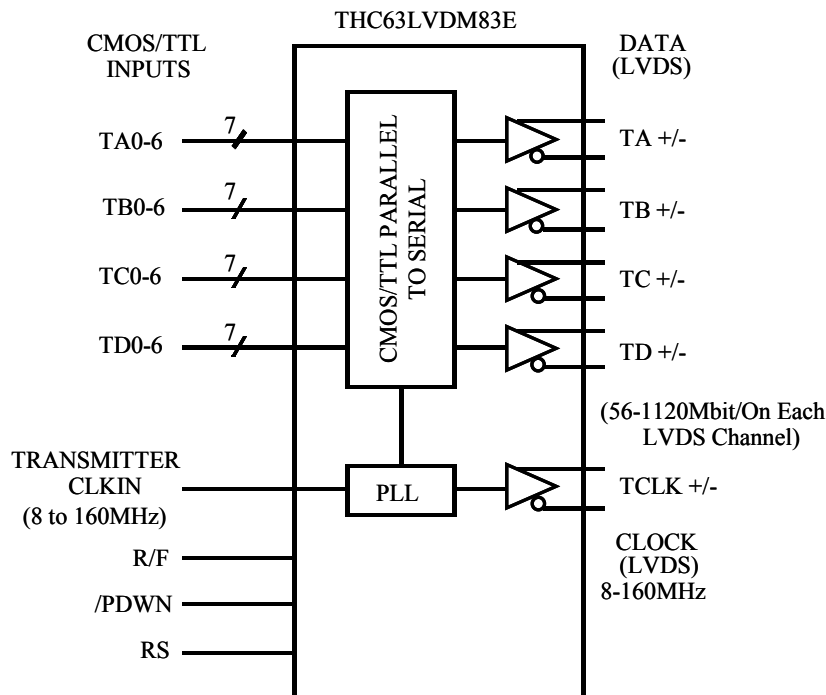 THC63LVDM83E
CMOS/TTL
INPUTS
DATA
(LVDS)
TA0-6
7
TA +/-
TB0-6
7
TB +/-
TC0-6
7
TC +/-
TD0-6
7
TD +/-
CMOS/TTL PARALLEL
TO SERIAL
(56-1120Mbit/On Each
LVDS Channel)
TRANSMITTER
CLKIN
(8 to 160MHz)
PLL
TCLK +/-
CLOCK
(LVDS)
8-160MHz
R/F
/PDWN
RS